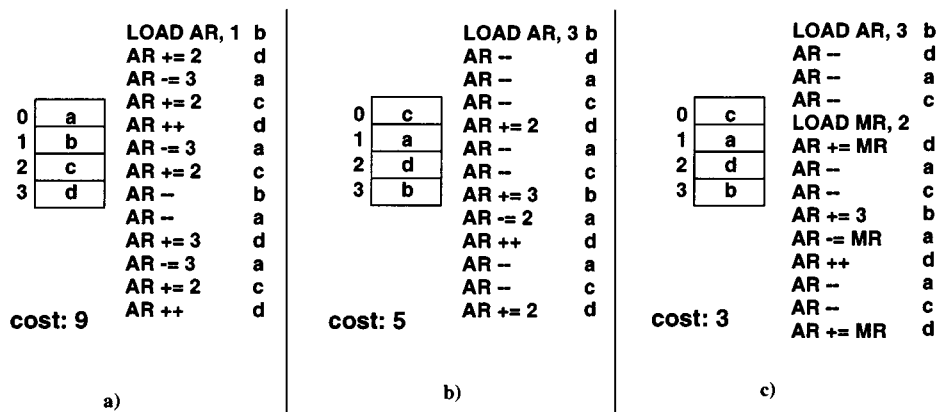 LOAD AR, 1 b
AR += 2 d
AR -= 3 a
AR += 2 c
AR ++ d
AR -= 3 a
AR += 2 c
AR -- b
AR -- a
AR += 3 d
AR -= 3 a
AR += 2 c
AR ++ d
0 a
1 b
2 c
3 d
cost: 9
a)
LOAD AR, 3 b
AR -- d
AR -- a
AR -- c
AR += 2 d
AR -- a
AR -- c
AR += 3 b
AR -= 2 a
AR ++ d
AR -- a
AR -- c
AR += 2 d
0 c
1 a
2 d
3 b
cost: 5
b)
LOAD AR, 3 b
AR -- d
AR -- a
AR -- c
LOAD MR, 2
AR += MR d
AR -- a
AR -- c
AR += 3 b
AR -= MR a
AR ++ d
AR -- a
AR -- c
AR += MR d
0 c
1 a
2 d
3 b
cost: 3
c)